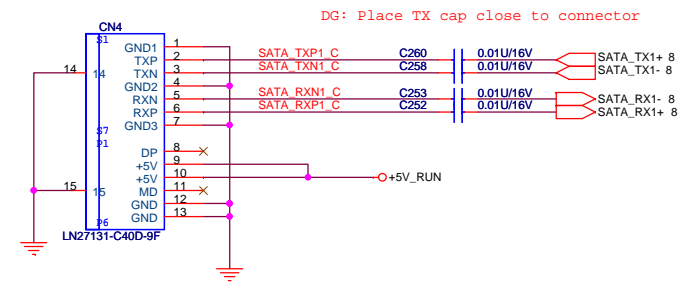 DG: Place TX cap close to connector
CN4
S1
GND1 1
TXP 2 SATA_TXP1_C C260 0.01U/16V SATA_TX1+ 8
14 14 TXN 3 SATA_TXN1_C C258 0.01U/16V SATA_TX1- 8
GND2 4
RXN 5 SATA_RXN1_C C253 0.01U/16V SATA_RX1- 8
RXP 6 SATA_RXP1_C C252 0.01U/16V SATA_RX1+ 8
S7 GND3 7
P1
DP 8
+5V 9
+5V 10 +5V_RUN
15 15 MD 11
GND 12
P6 GND 13
LN27131-C40D-9F